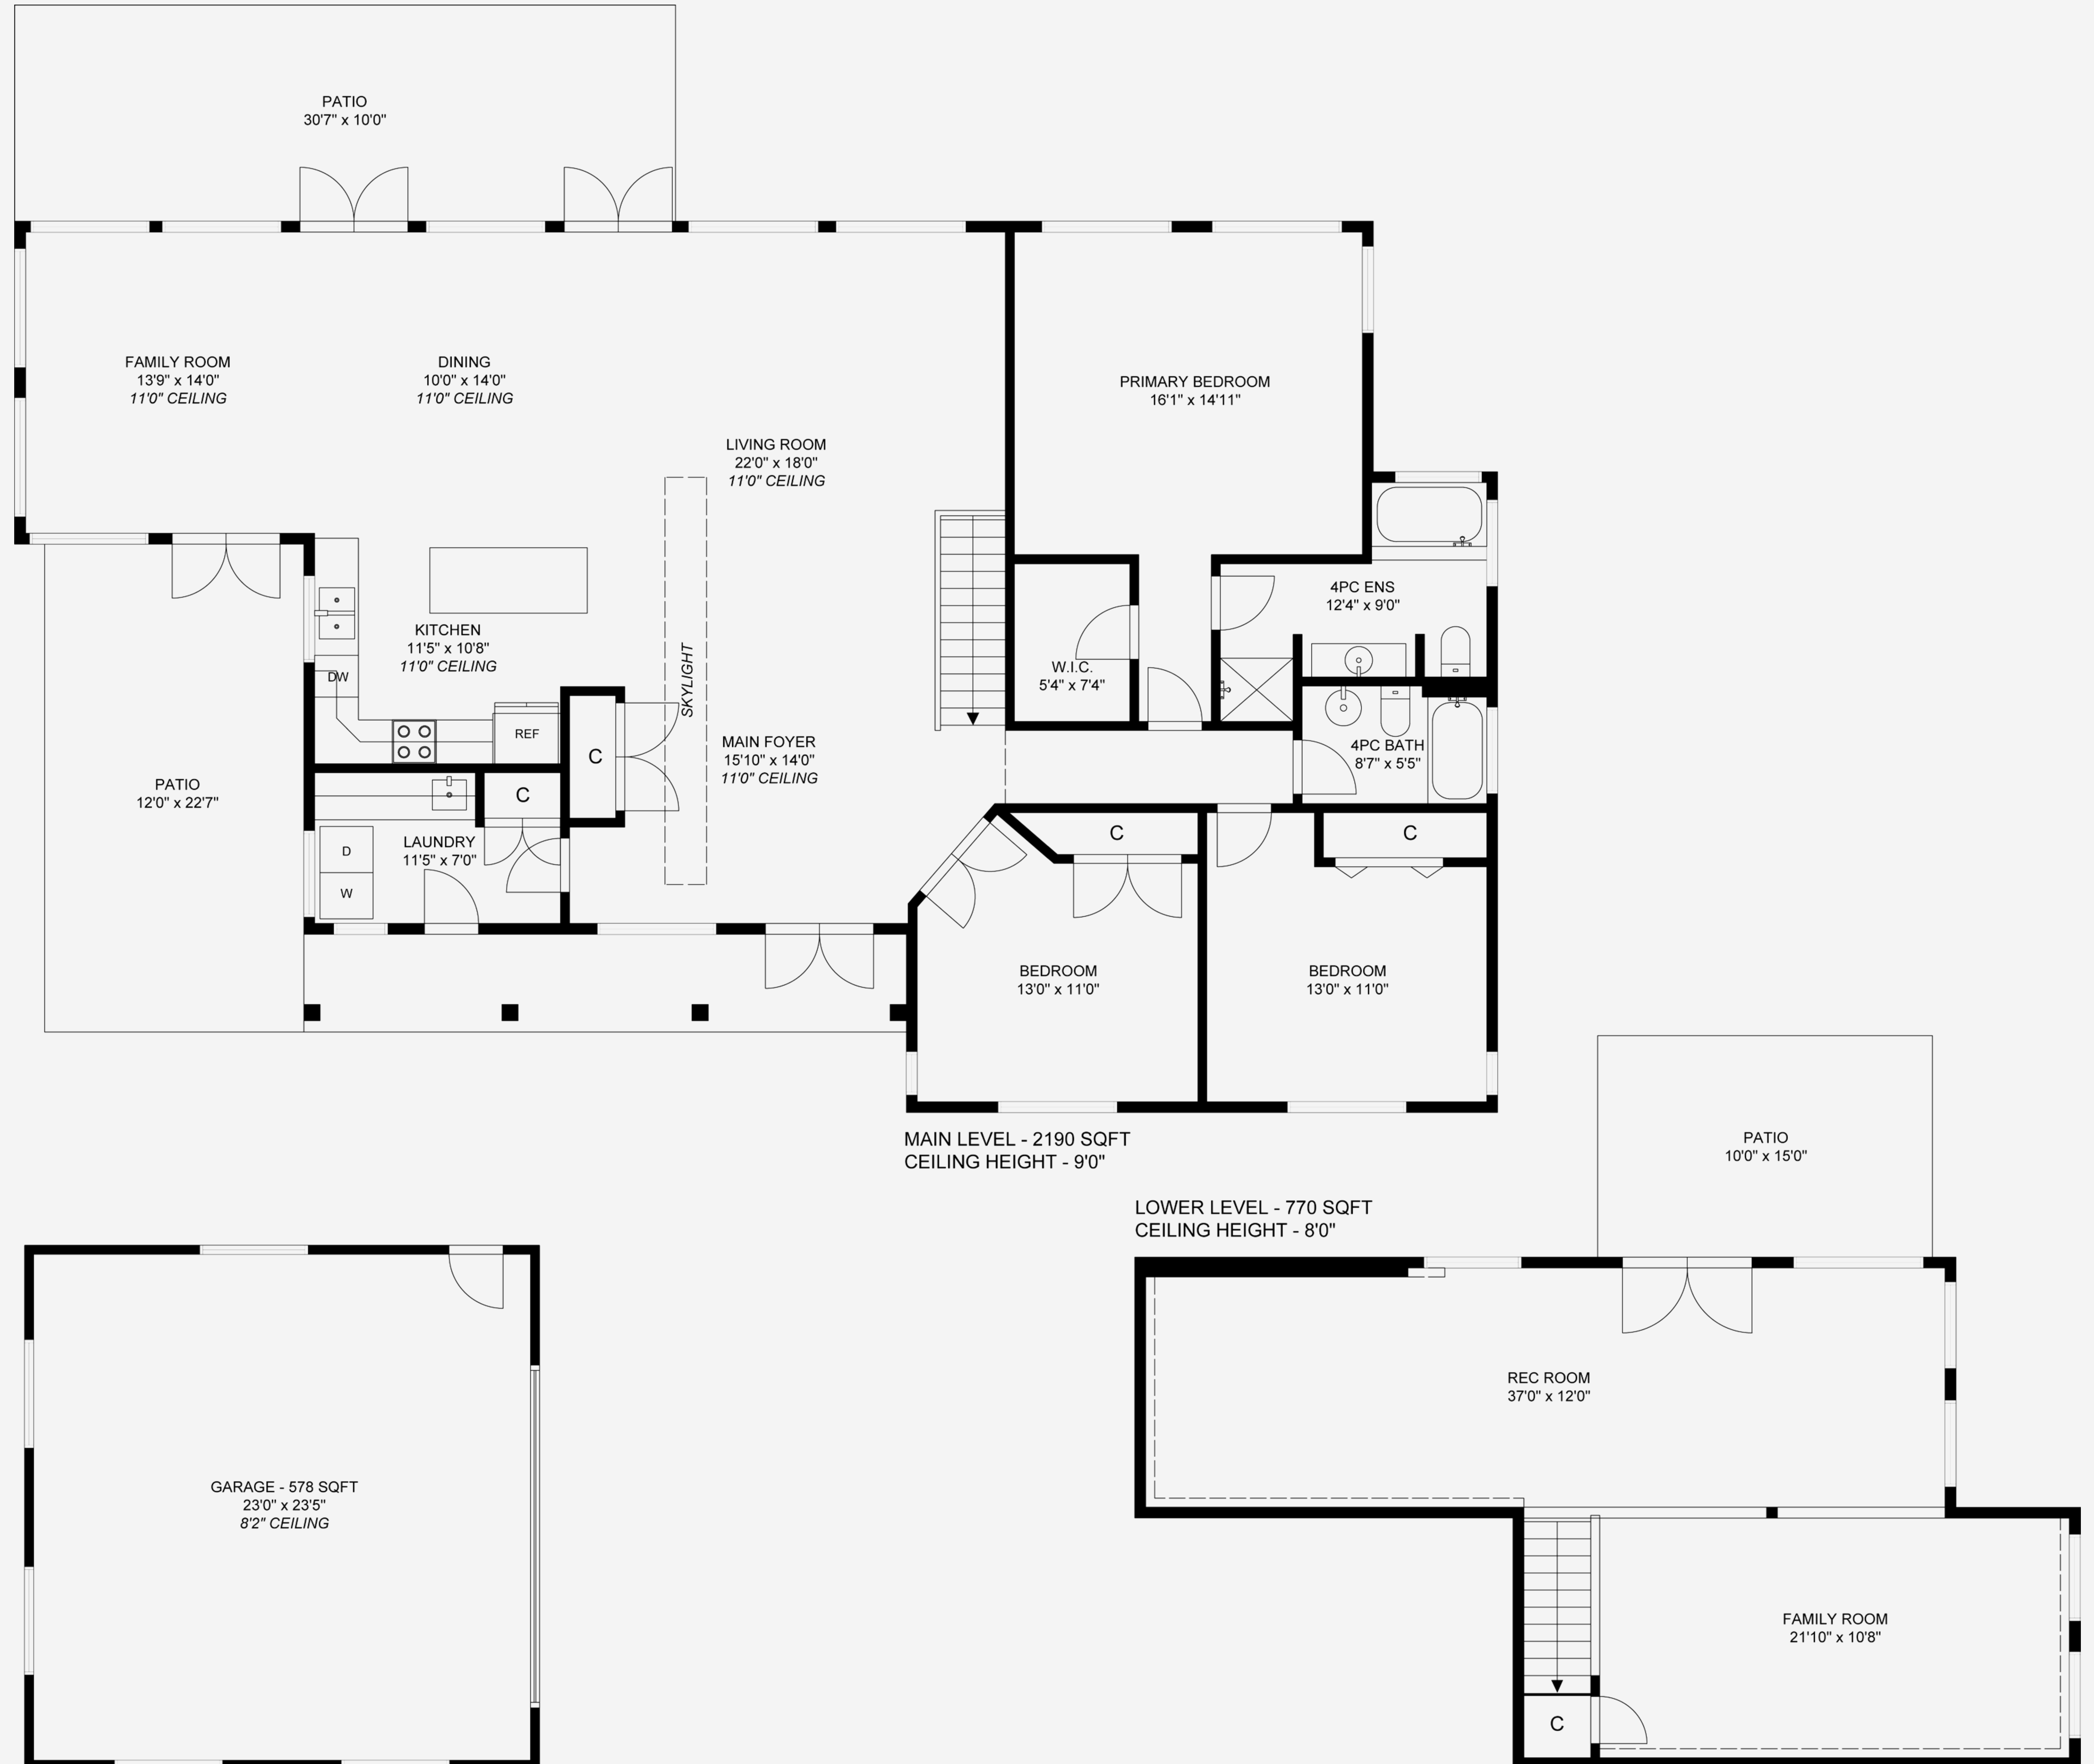 PATIO
30'7" x 10'0"
FAMILY ROOM
13'9" x 14'0"
11'0" CEILING
DINING
10'0" x 14'0"
11'0" CEILING
LIVING ROOM
22'0" x 18'0"
11'0" CEILING
PRIMARY BEDROOM
16'1" x 14'11"
KITCHEN
11'5" x 10'8"
11'0" CEILING
DW
REF
SKYLIGHT
W.I.C.
5'4" x 7'4"
4PC ENS
12'4" x 9'0"
4PC BATH
8'7" x 5'5"
PATIO
12'0" x 22'7"
C
C
MAIN FOYER
15'10" x 14'0"
11'0" CEILING
LAUNDRY
11'5" x 7'0"
D
W
C
C
BEDROOM
13'0" x 11'0"
BEDROOM
13'0" x 11'0"
MAIN LEVEL - 2190 SQFT
CEILING HEIGHT - 9'0"
PATIO
10'0" x 15'0"
LOWER LEVEL - 770 SQFT
CEILING HEIGHT - 8'0"
REC ROOM
37'0" x 12'0"
GARAGE - 578 SQFT
23'0" x 23'5"
8'2" CEILING
FAMILY ROOM
21'10" x 10'8"
C